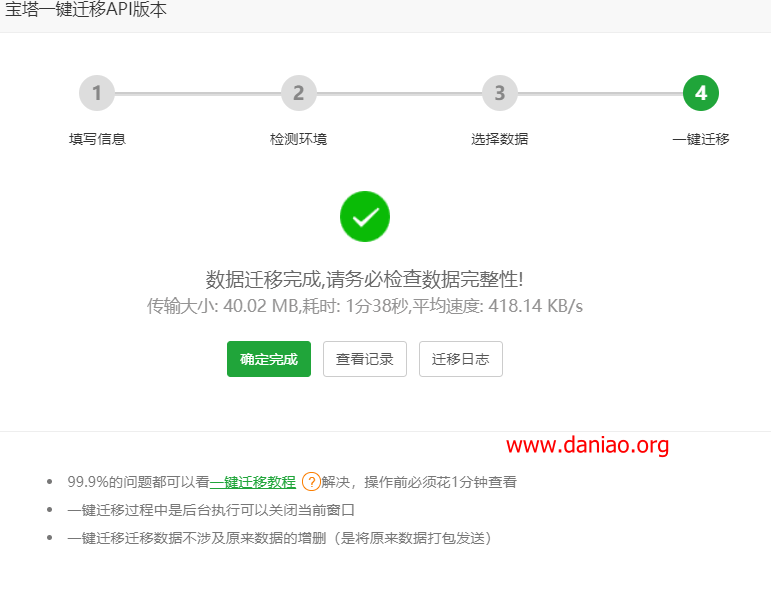 宝塔一键迁移API版本
1
2
3
4
填写信息
检测环境
选择数据
一键迁移
数据迁移完成,请务必检查数据完整性!
传输大小: 40.02 MB,耗时: 1分38秒,平均速度: 418.14 KB/s
确定完成
查看记录
迁移日志
www.daniao.org
99.9%的问题都可以看一键迁移教程 ? 解决，操作前必须花1分钟查看
一键迁移过程中是后台执行可以关闭当前窗口
一键迁移迁移数据不涉及原来数据的增删（是将原来数据打包发送）